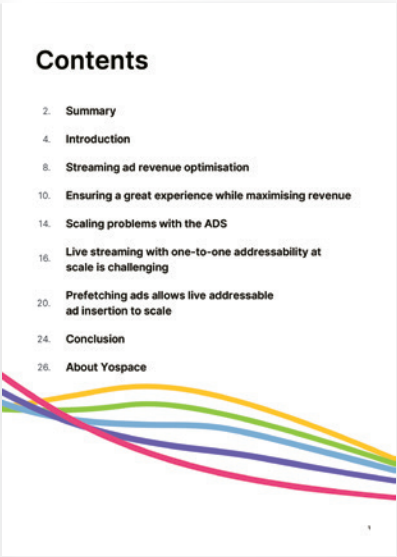 Contents
2. Summary
4. Introduction
8. Streaming ad revenue optimisation
10. Ensuring a great experience while maximising revenue
14. Scaling problems with the ADS
16. Live streaming with one-to-one addressability at
scale is challenging
20. Prefetching ads allows live addressable
ad insertion to scale
24. Conclusion
26. About Yospace
1